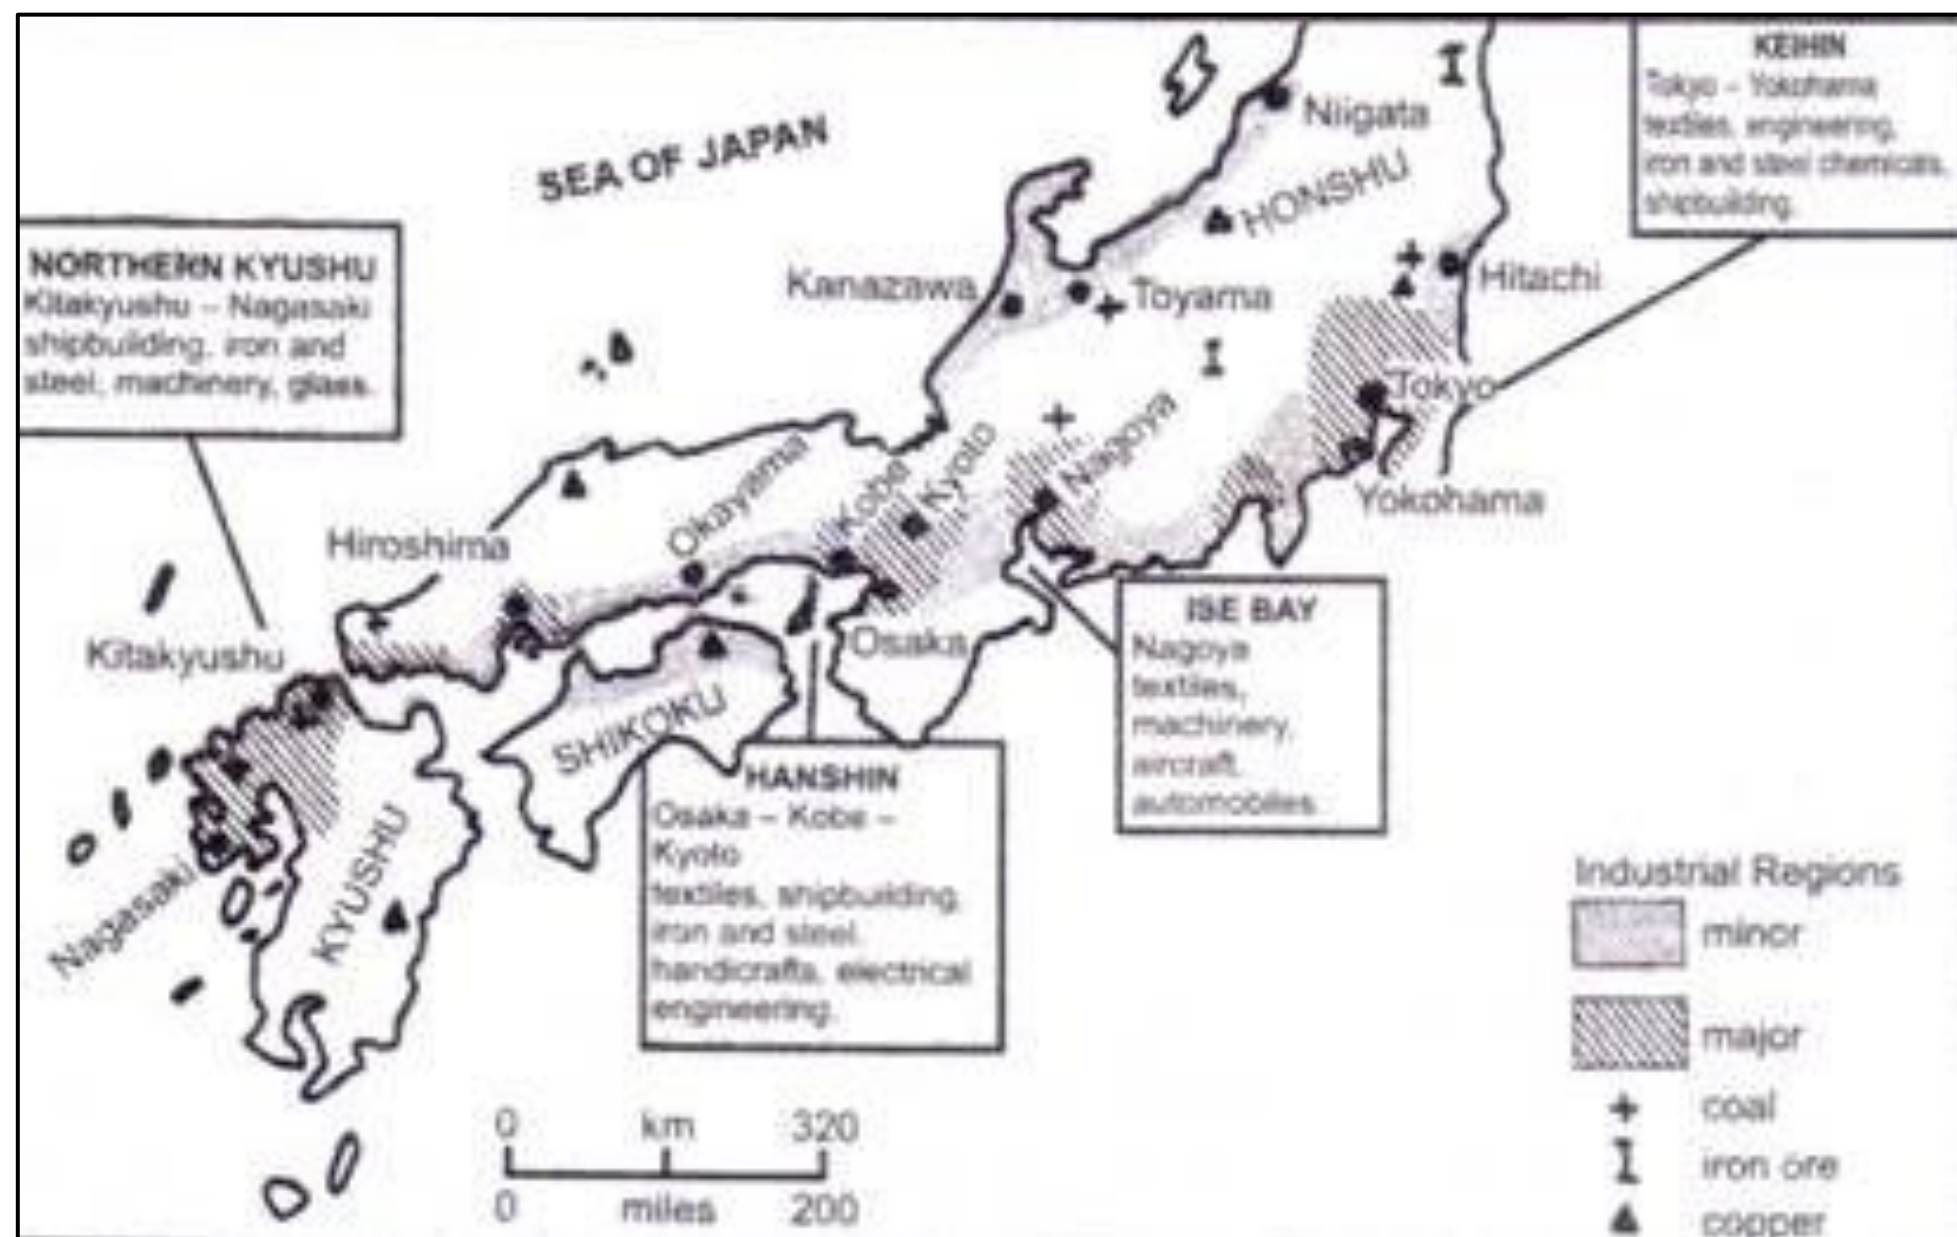 SEA OF JAPAN
KEIHIN
Tokyo – Yokohama
textiles, engineering,
iron and steel chemicals,
shipbuilding.
Niigata
HONSHU
NORTHERN KYUSHU
Kitakyushu – Nagasaki
shipbuilding, iron and
steel, machinery, glass.
Kanazawa
Toyama
Hitachi
Tokyo
Yokohama
Nagoya
Kyoto
Kobe
Okayama
Hiroshima
Osaka
Kitakyushu
SHIKOKU
KYUSHU
Nagasaki
ISE BAY
Nagoya
textiles,
machinery,
aircraft,
automobiles.
HANSHIN
Osaka – Kobe –
Kyoto
textiles, shipbuilding,
iron and steel,
handicrafts, electrical
engineering.
Industrial Regions
minor
major
coal
iron ore
copper
0 km 320
0 miles 200